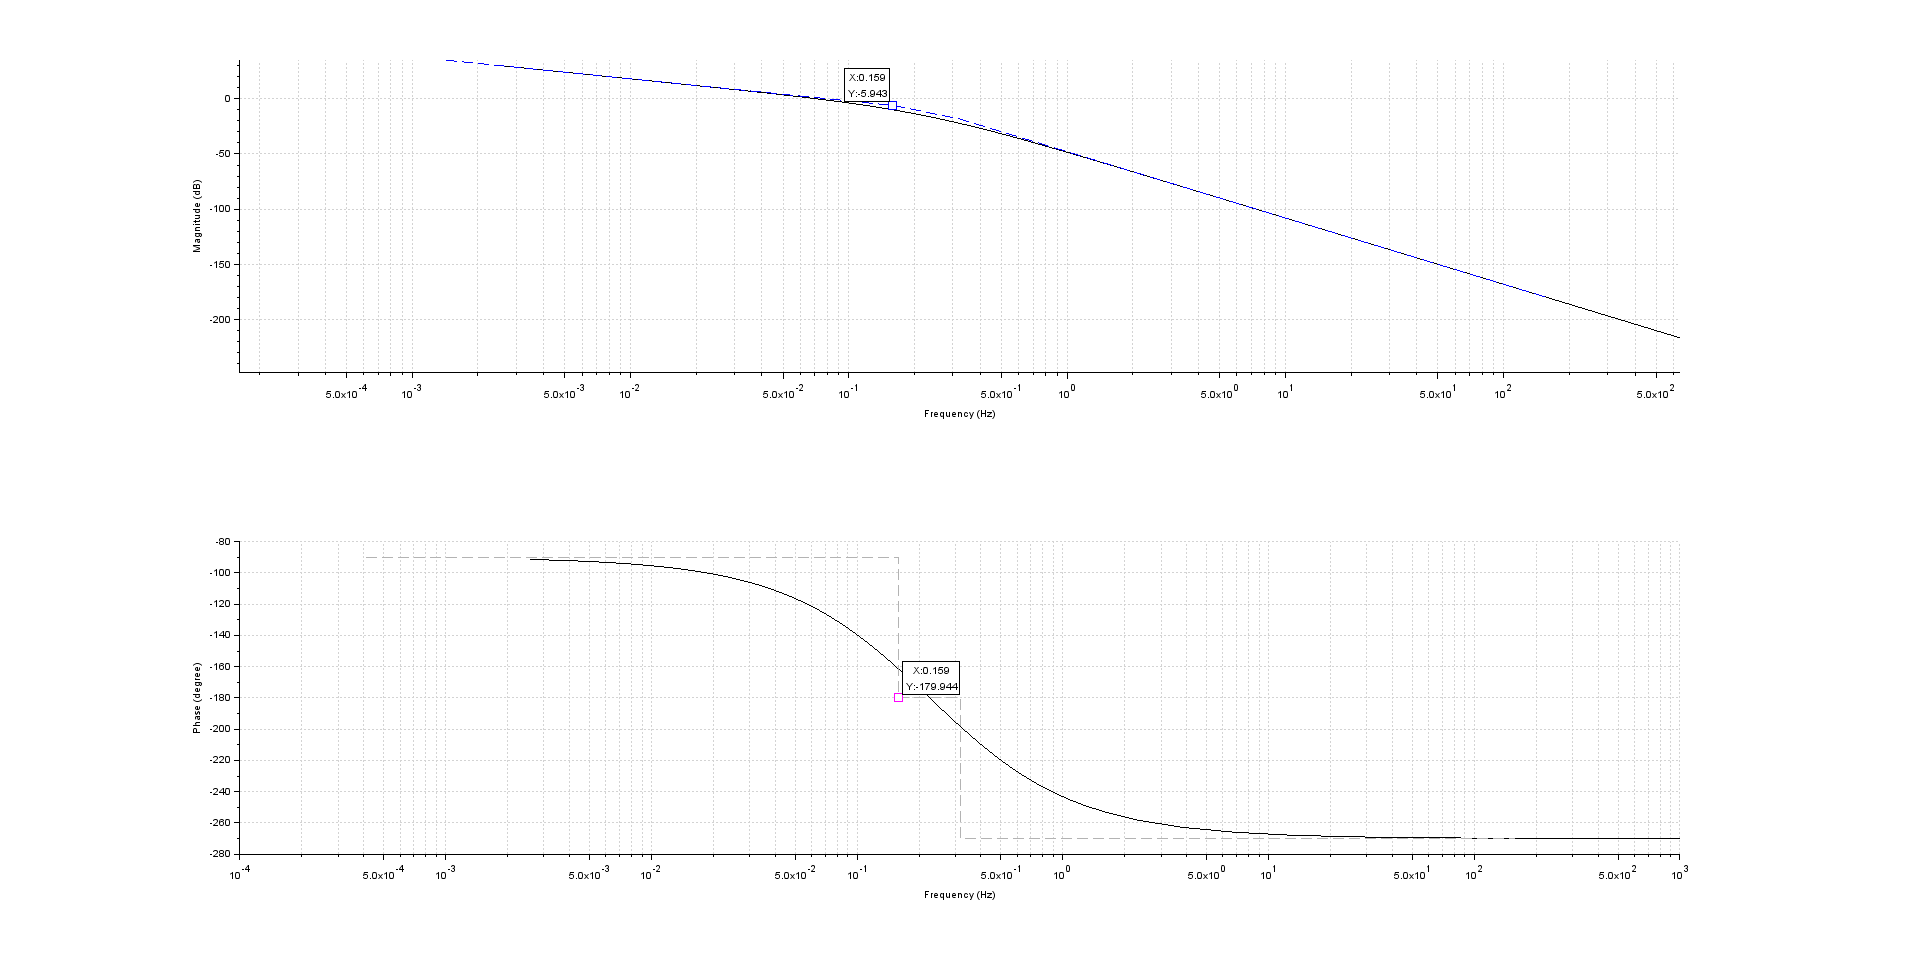 X:0.159
Y:-5.943
0
-50
-100
-150
-200
Magnitude (dB)
5.0x10^-4
10^-3
5.0x10^-3
10^-2
5.0x10^-2
10^-1
5.0x10^-1
10^0
5.0x10^0
10^1
5.0x10^1
10^2
5.0x10^2
Frequency (Hz)
-80
-100
-120
-140
-160
-180
-200
-220
-240
-260
-280
Phase (degree)
X:0.159
Y:-179.944
10^-4
5.0x10^-4
10^-3
5.0x10^-3
10^-2
5.0x10^-2
10^-1
5.0x10^-1
10^0
5.0x10^0
10^1
5.0x10^1
10^2
5.0x10^2
10^3
Frequency (Hz)